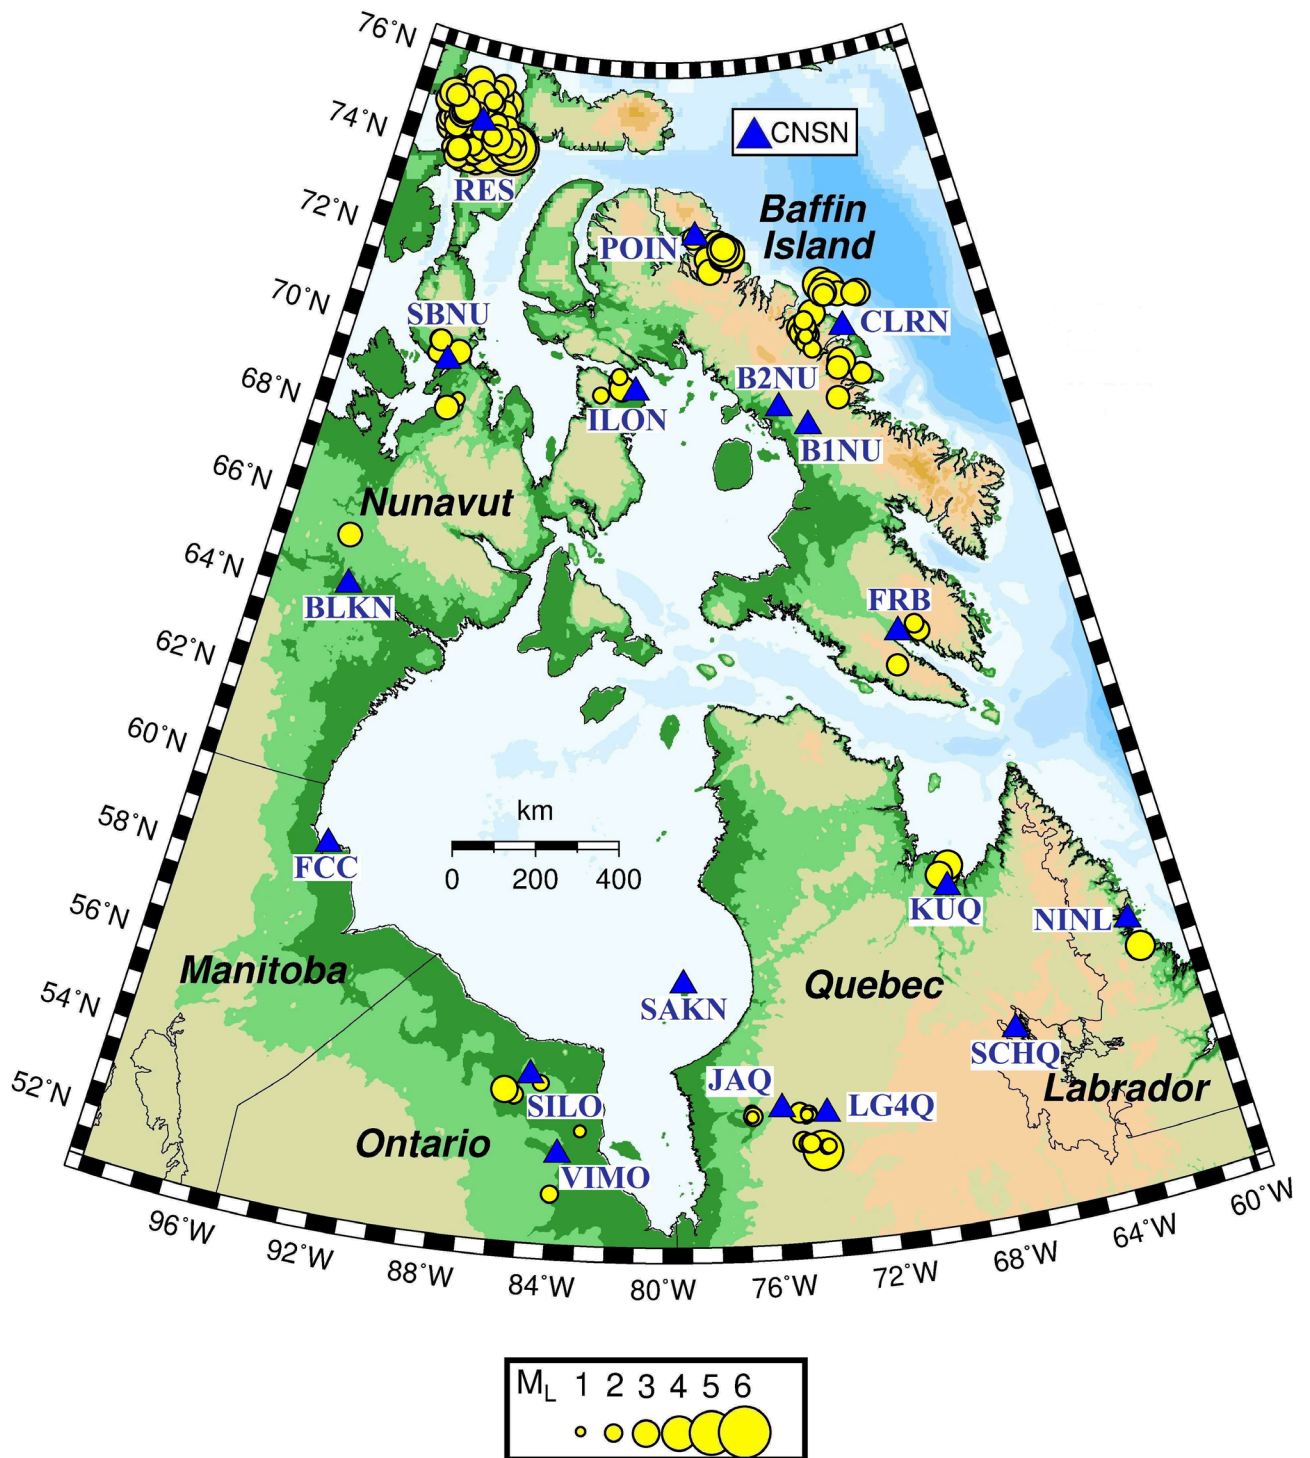 76°N
74°N
72°N
70°N
68°N
66°N
64°N
62°N
60°N
58°N
56°N
54°N
52°N
CNSN
RES
Baffin
Island
POIN
SBNU
CLRN
B2NU
ILON
B1NU
Nunavut
BLKN
FRB
km
0 200 400
FCC
KUQ
NINL
Manitoba
Quebec
SAKN
SCHQ
JAQ
LG4Q
Labrador
SILO
Ontario
VIMO
96°W
92°W
88°W
84°W
80°W
76°W
72°W
68°W
64°W
60°W
ML 1 2 3 4 5 6